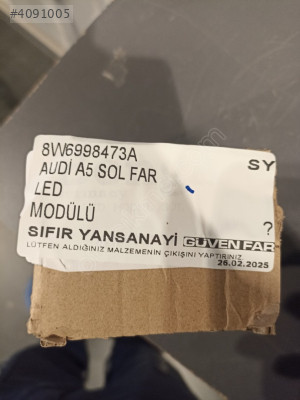 #4091005
8W6998473A
SY
AUDİ A5 SOL FAR
LED
MODÜLÜ
?
SIFIR YANSANAYİ GÜVEN FAR
LÜTFEN ALDIĞINIZ MALZEMENİN ÇIKIŞINI YAPTIRINIZ
26.02.2025